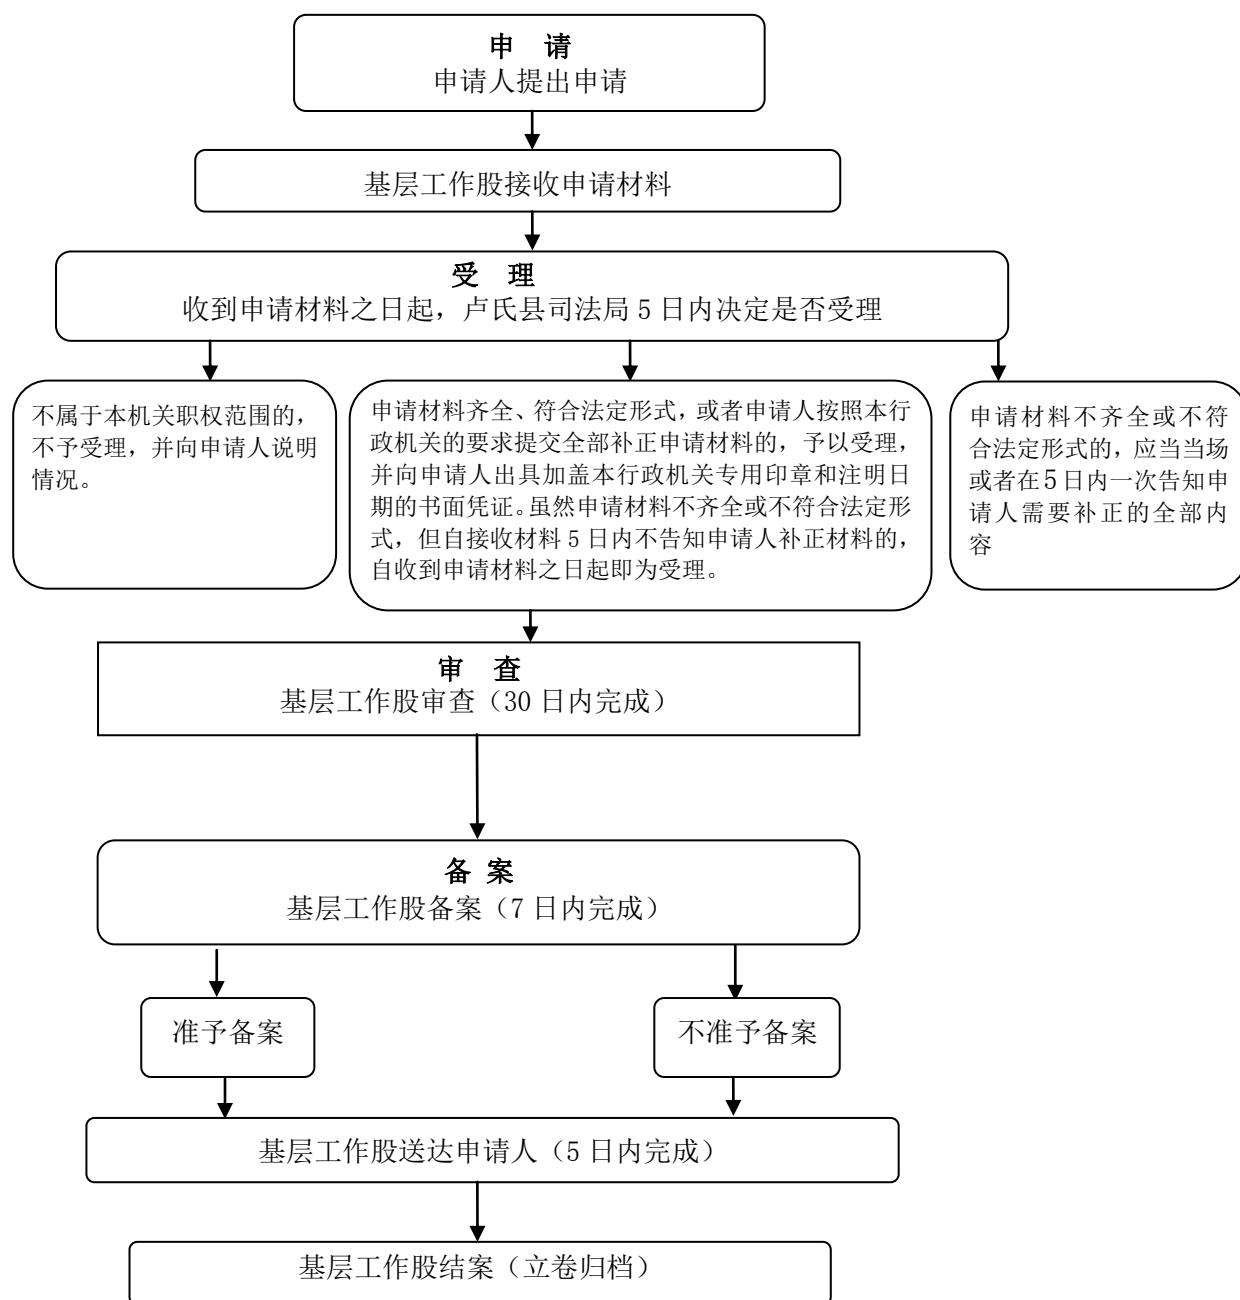 申 请
申请人提出申请
基层工作股接收申请材料
受 理
收到申请材料之日起，卢氏县司法局 5 日内决定是否受理
不属于本机关职权范围的，
不予受理，并向申请人说明
情况。
申请材料齐全、符合法定形式，或者申请人按照本行
政机关的要求提交全部补正申请材料的，予以受理，
并向申请人出具加盖本行政机关专用印章和注明日
期的书面凭证。虽然申请材料不齐全或不符合法定形
式，但自接收材料 5 日内不告知申请人补正材料的，
自收到申请材料之日起即为受理。
申请材料不齐全或不符
合法定形式的，应当当场
或者在 5 日内一次告知申
请人需要补正的全部内
容
审 查
基层工作股审查（30 日内完成）
备 案
基层工作股备案（7 日内完成）
准予备案
不准予备案
基层工作股送达申请人（5 日内完成）
基层工作股结案（立卷归档）